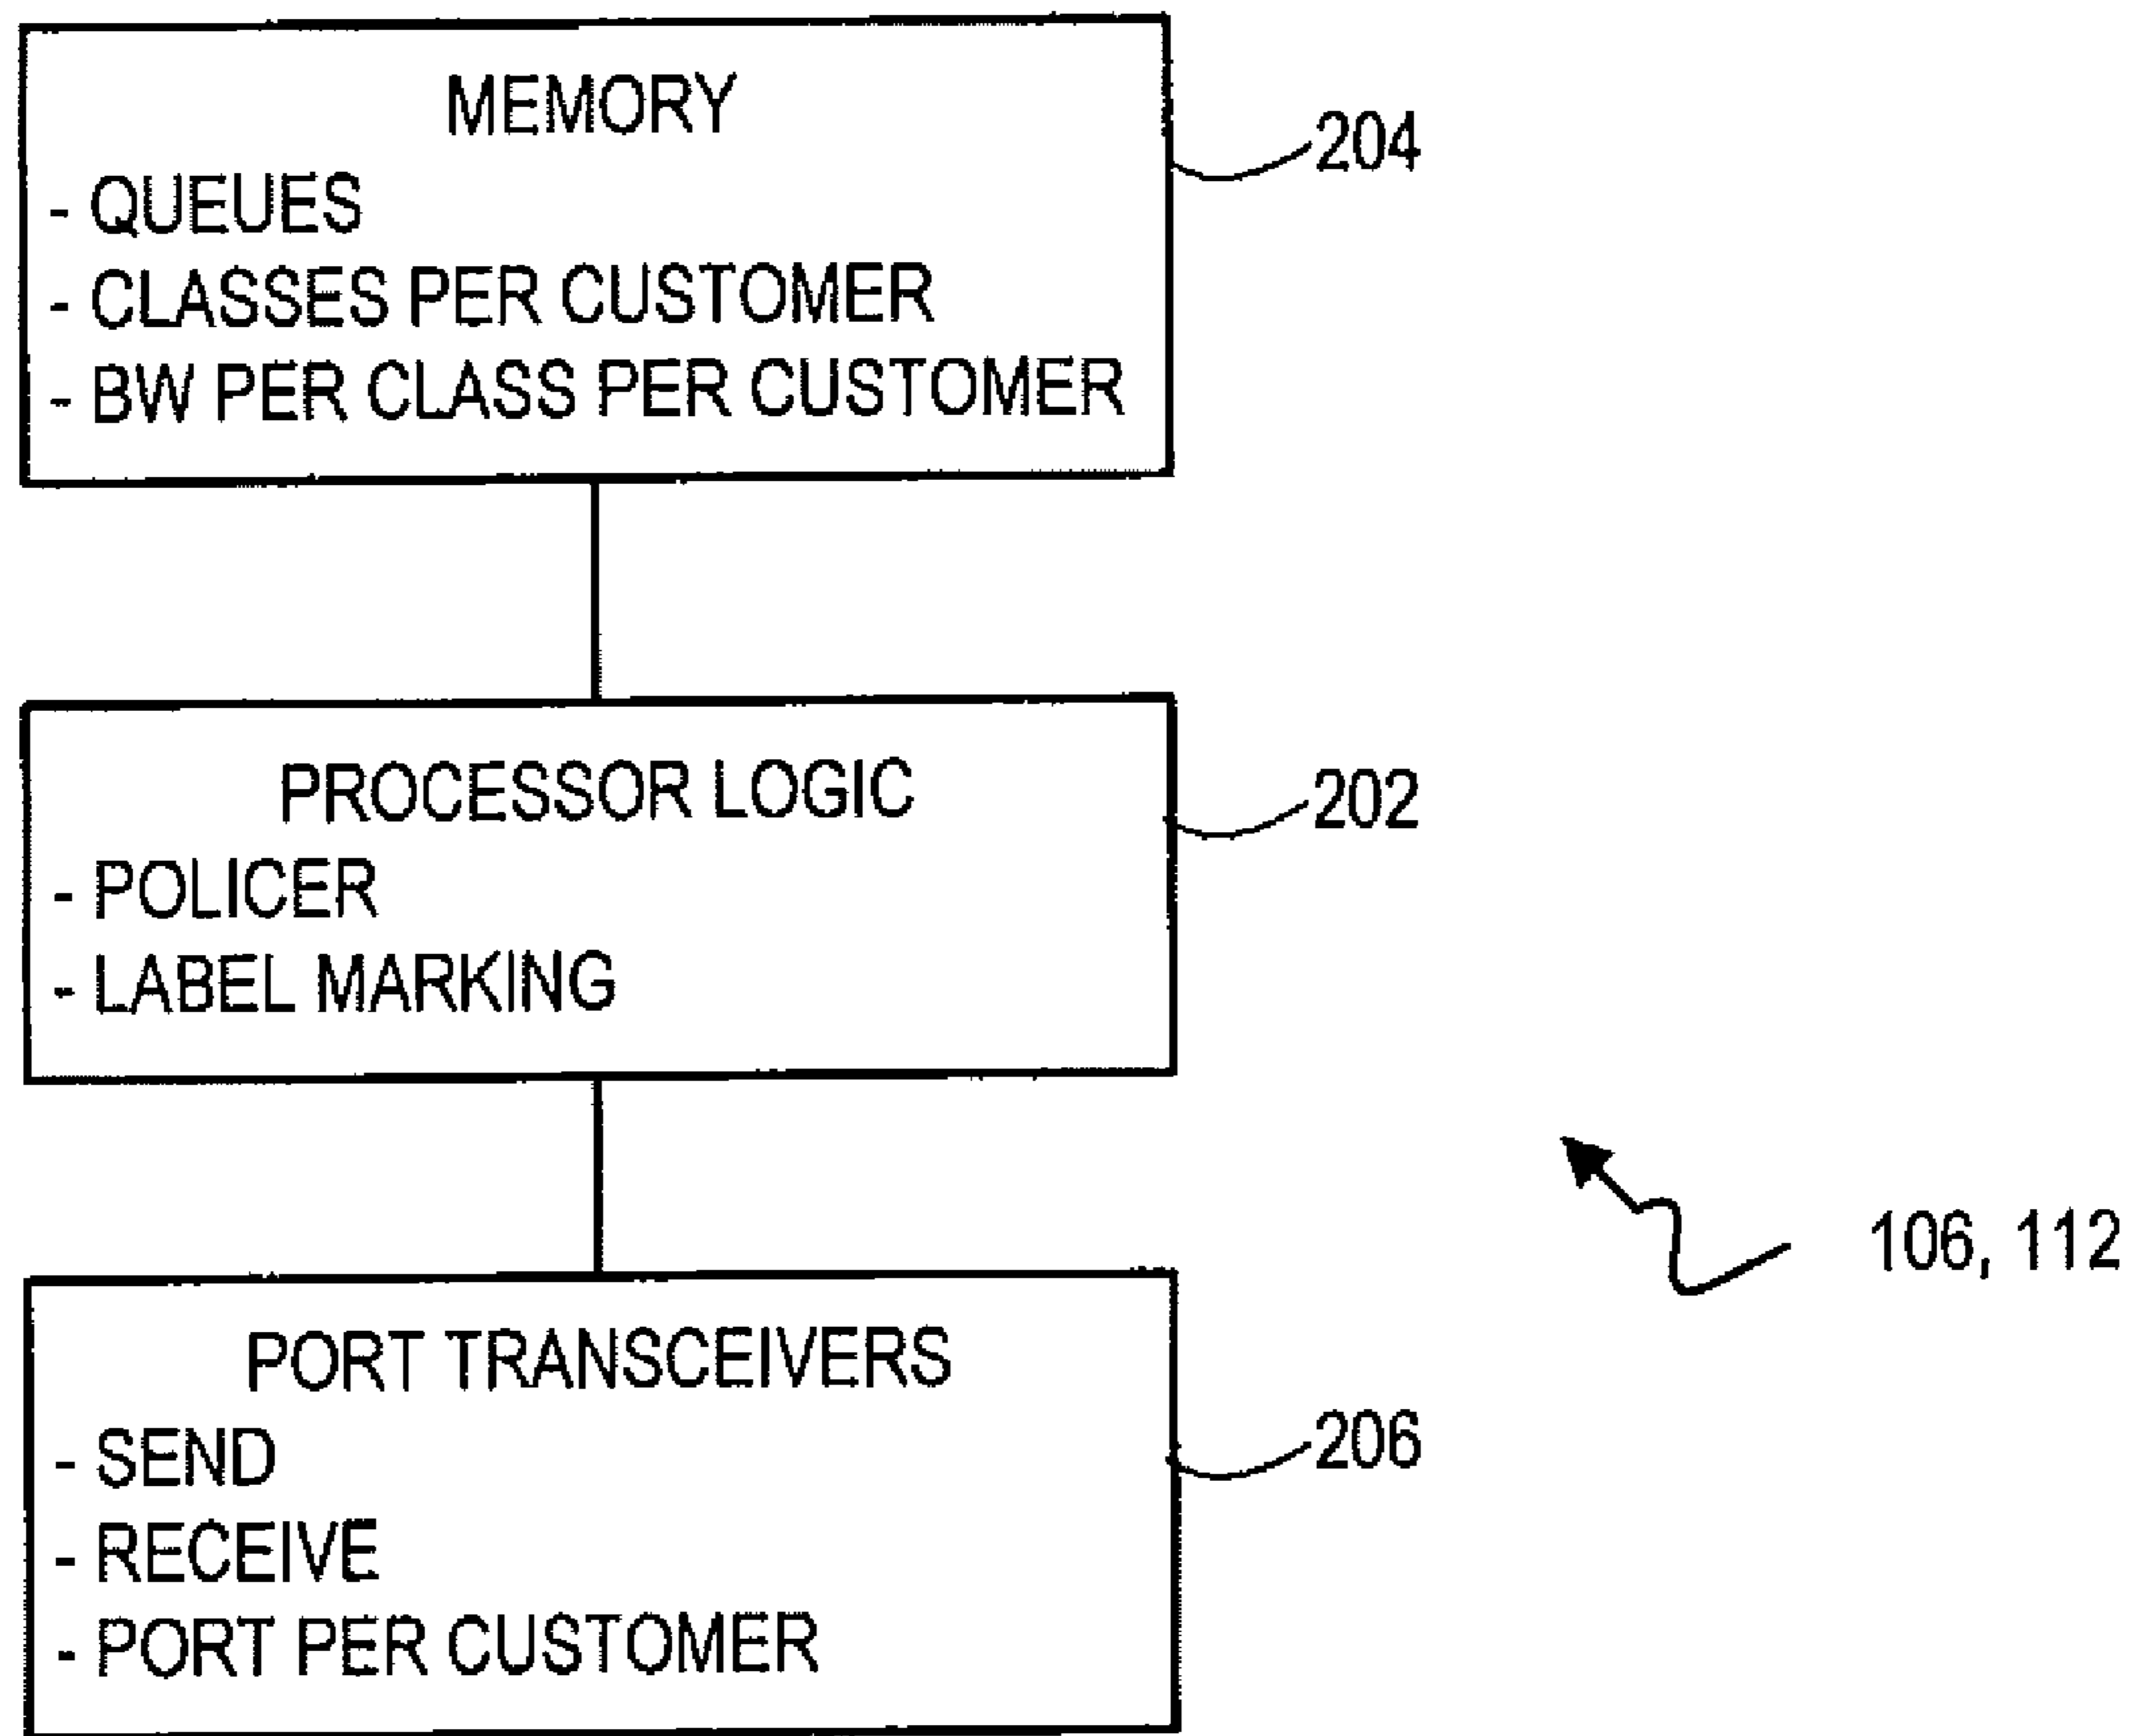 MEMORY
- QUEUES
- CLASSES PER CUSTOMER
- BW PER CLASS PER CUSTOMER
204
PROCESSOR LOGIC
- POLICER
- LABEL MARKING
202
106, 112
PORT TRANSCEIVERS
- SEND
- RECEIVE
- PORT PER CUSTOMER
206